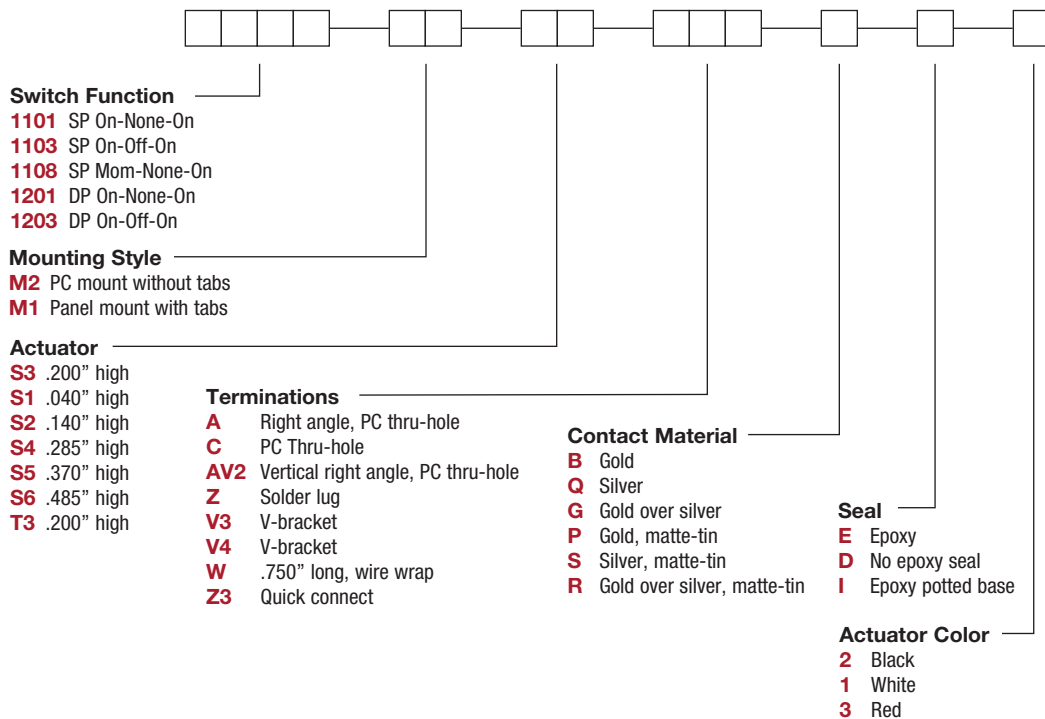 Switch Function
1101 SP On-None-On
1103 SP On-Off-On
1108 SP Mom-None-On
1201 DP On-None-On
1203 DP On-Off-On
Mounting Style
M2 PC mount without tabs
M1 Panel mount with tabs
Actuator
S3 .200” high
S1 .040” high
S2 .140” high
S4 .285” high
S5 .370” high
S6 .485” high
T3 .200” high
Terminations
A Right angle, PC thru-hole
C PC Thru-hole
AV2 Vertical right angle, PC thru-hole
Z Solder lug
V3 V-bracket
V4 V-bracket
W .750” long, wire wrap
Z3 Quick connect
Contact Material
B Gold
Q Silver
G Gold over silver
P Gold, matte-tin
S Silver, matte-tin
R Gold over silver, matte-tin
Seal
E Epoxy
D No epoxy seal
I Epoxy potted base
Actuator Color
2 Black
1 White
3 Red